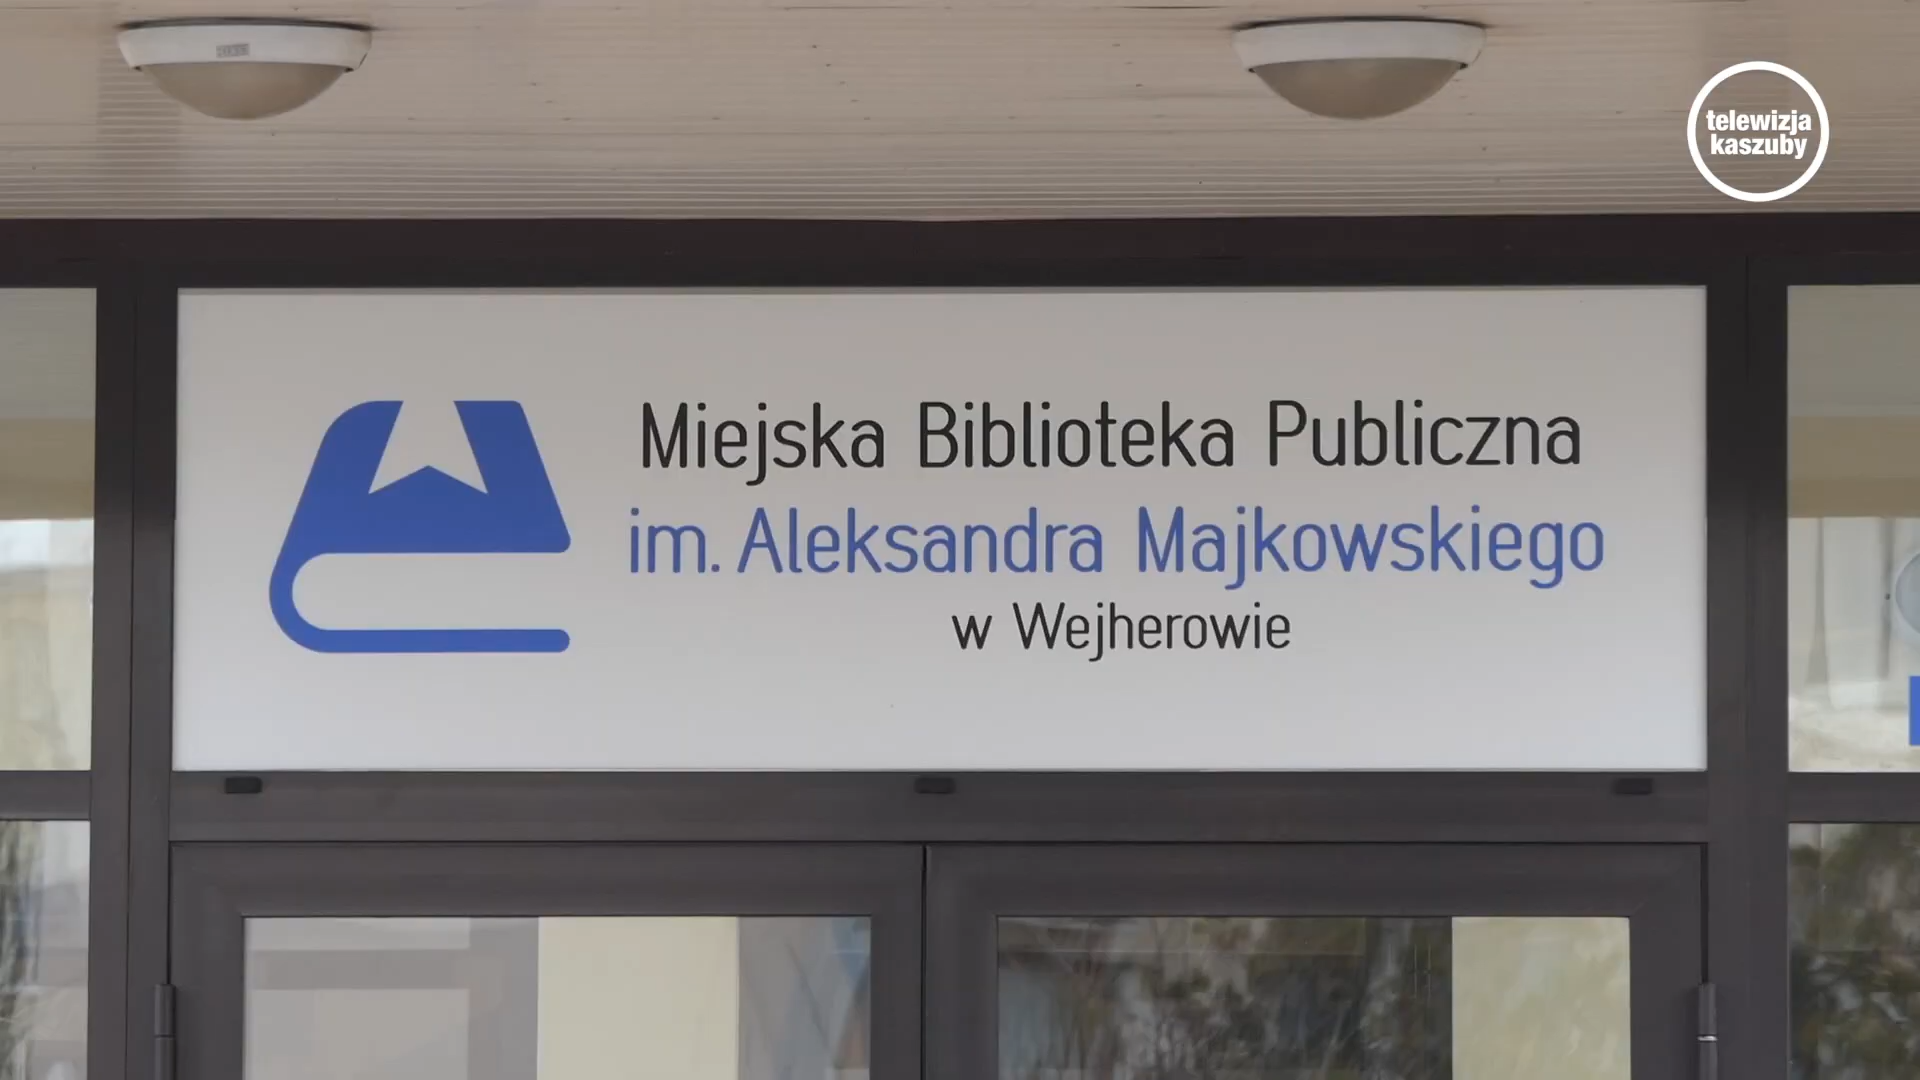 telewizja
kaszuby
Miejska Biblioteka Publiczna
im. Aleksandra Majkowskiego
w Wejherowie